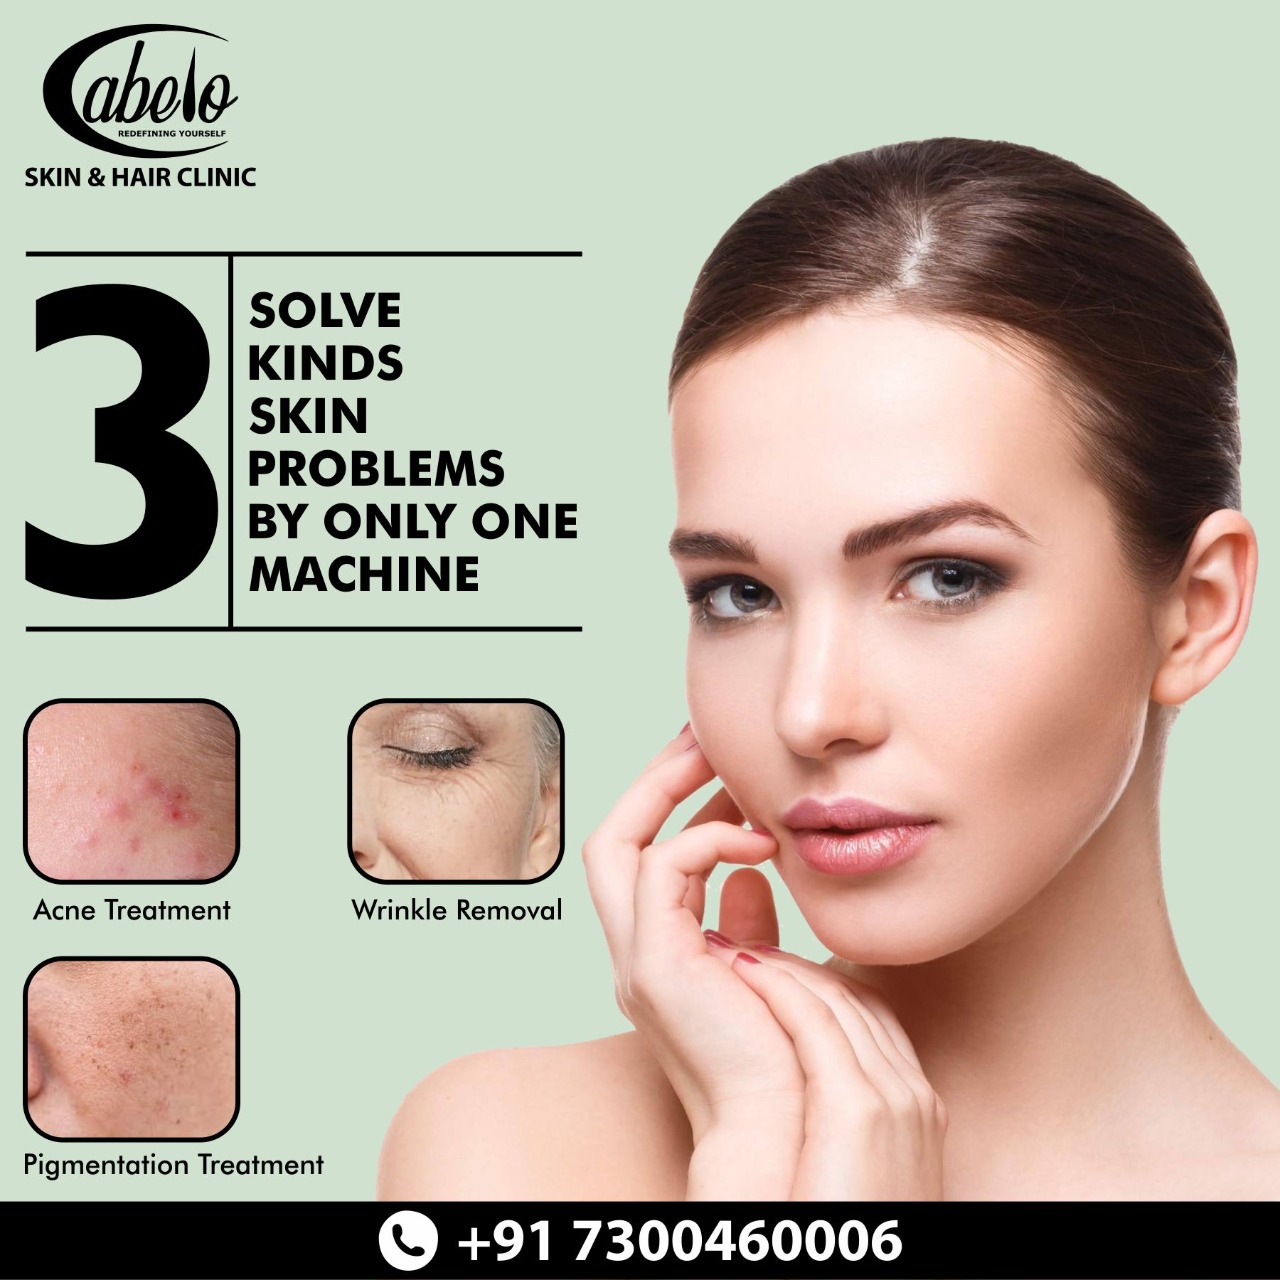 Cabelo
REDEFINING YOURSELF
SKIN & HAIR CLINIC
3
SOLVE
KINDS
SKIN
PROBLEMS
BY ONLY ONE
MACHINE
Acne Treatment
Wrinkle Removal
Pigmentation Treatment
+91 7300460006